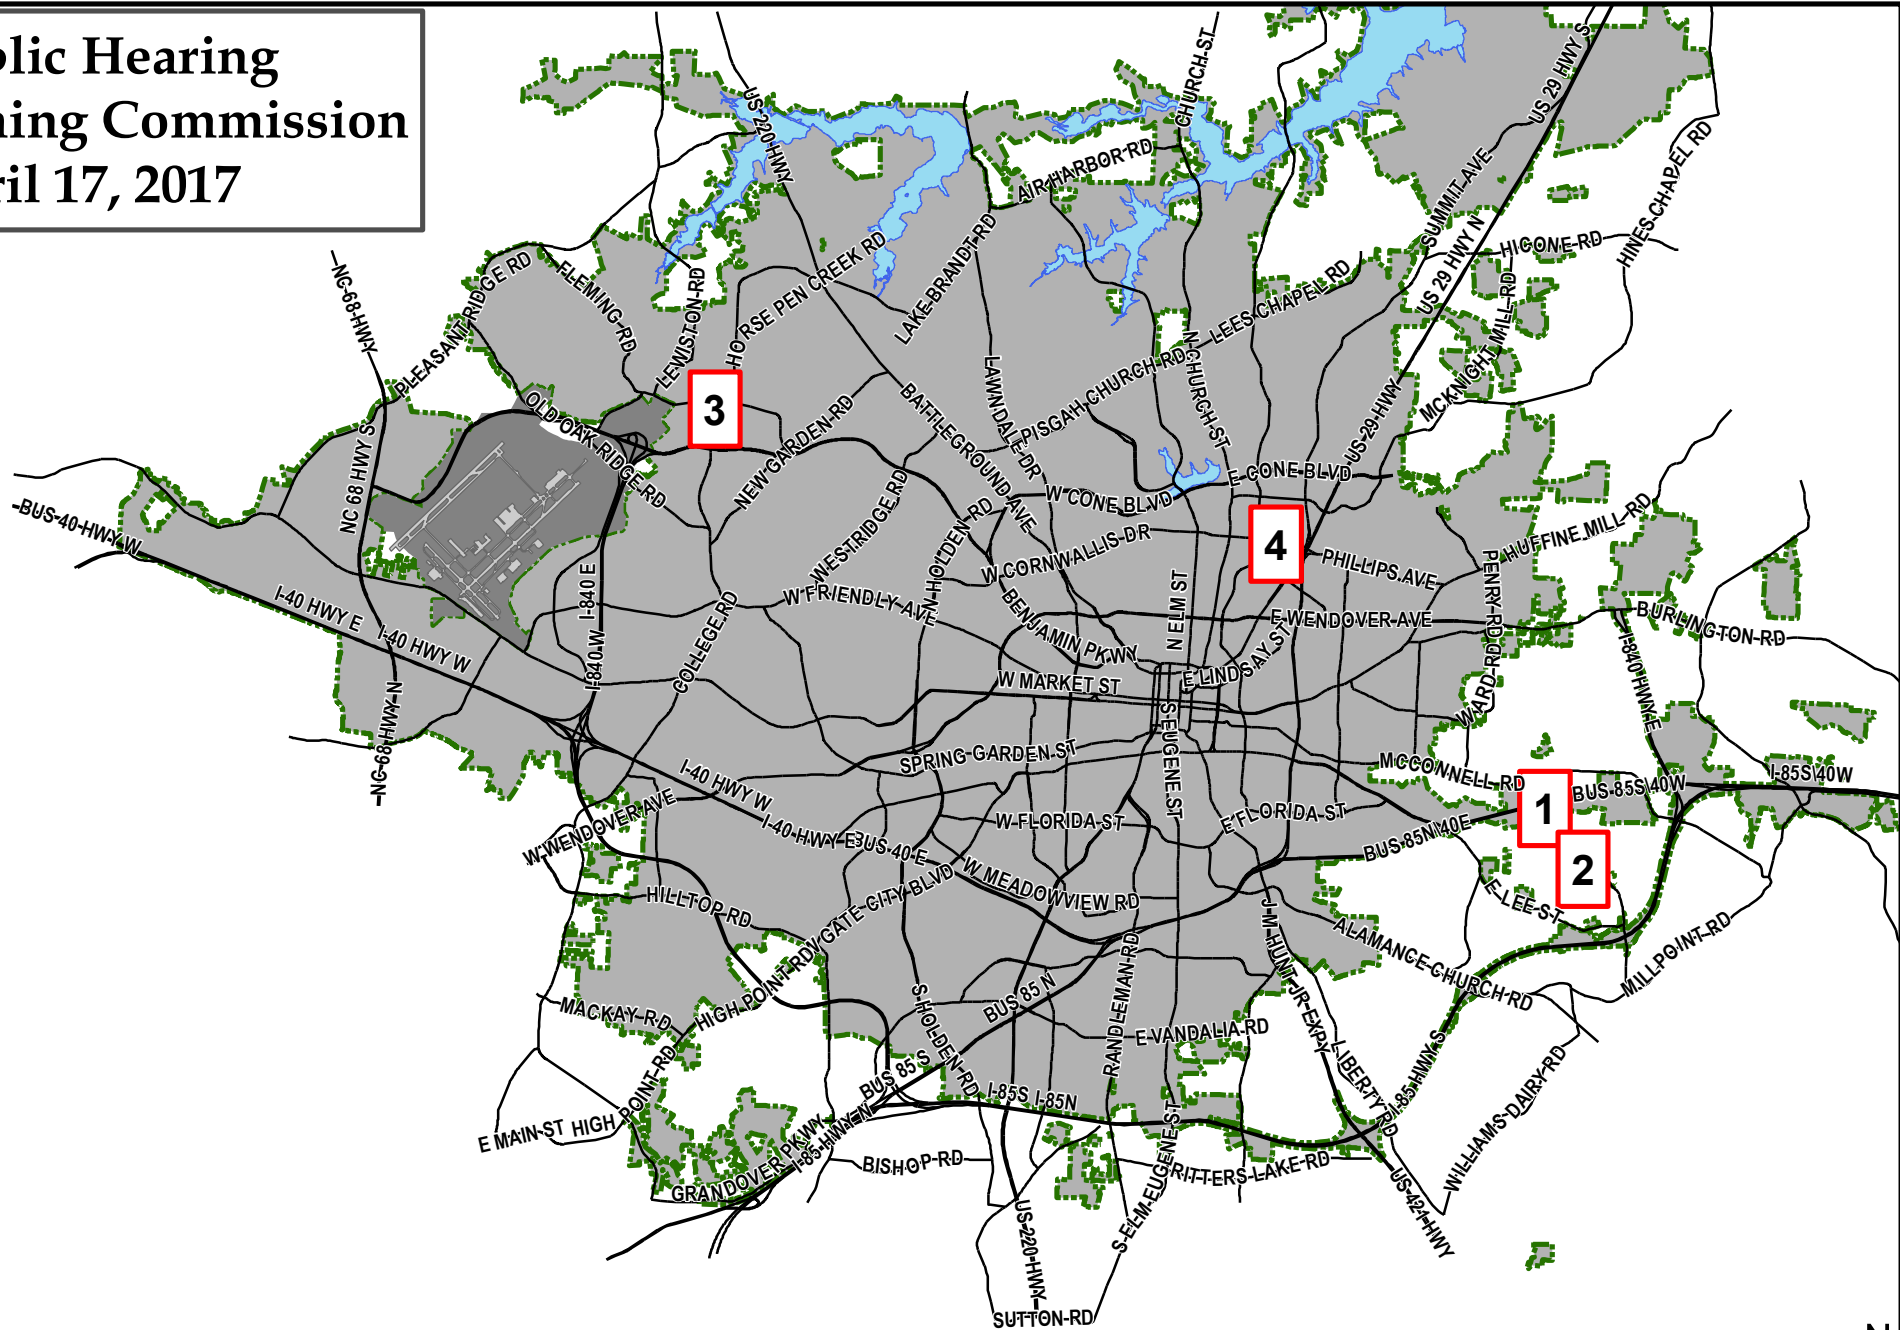 blic Hearing
ning Commission
ril 17, 2017
CHURCH ST
US 29 HWY S
US 220 HWY
AIR HARBOR RD
SUMMIT AVE
HINES CHAPEL RD
NC 68 HWY
PLEASANT RIDGE RD
FLEMING RD
LEWISTON RD
HORSE PEN CREEK RD
LAKE BRANDT RD
US 29 HWY N
HICONE RD
LEES CHAPEL RD
MCKNIGHT MILL RD
N CHURCH ST
PISGAH CHURCH RD
LAWNDALE DR
3
OLD OAK RIDGE RD
NEW GARDEN RD
BATTLEGROUND AVE
US 29 HWY
NC 68 HWY S
WESTRIDGE RD
E CONE BLVD
W CONE BLVD
BUS 40 HWY W
N HOLDEN RD
W CORNWALLIS DR
4
PHILLIPS AVE
HUFFINE MILL RD
PENRY RD
I-40 HWY E
I-40 HWY W
I-840 E
I-840 W
COLLEGE RD
W FRIENDLY AVE
BENJAMIN PKWY
N ELM ST
E WENDOVER AVE
E LINDSAY ST
BURLINGTON RD
I-840 HWY E
WARD RD
W MARKET ST
NC 68 HWY N
S EUGENE ST
SPRING GARDEN ST
MCCONNELL RD
1
BUS 85S\40W
I-85S\40W
I-40 HWY W
W WENDOVER AVE
I-40 HWY E
BUS 40 E
W FLORIDA ST
E FLORIDA ST
BUS 85N\40E
2
E LEE ST
HILLTOP RD
W GATE CITY BLVD
W MEADOWVIEW RD
J M HUNT JR EXPY
ALAMANCE CHURCH RD
MILLPOINT RD
MACKAY RD
HIGH POINT RD
S HOLDEN RD
BUS 85 N
RANDLEMAN RD
E VANDALIA RD
LIBERTY RD
I-85 HWY S
WILLIAMS DAIRY RD
HIGH POINT RD
E MAIN ST
BUS 85 S
I-85S I-85N
GRANDOVER PKWY
I-85 HWY N
BISHOP RD
S ELM-EUGENE ST
RITTERS LAKE RD
US 421 HWY
US 220 HWY
SUTTON RD
N